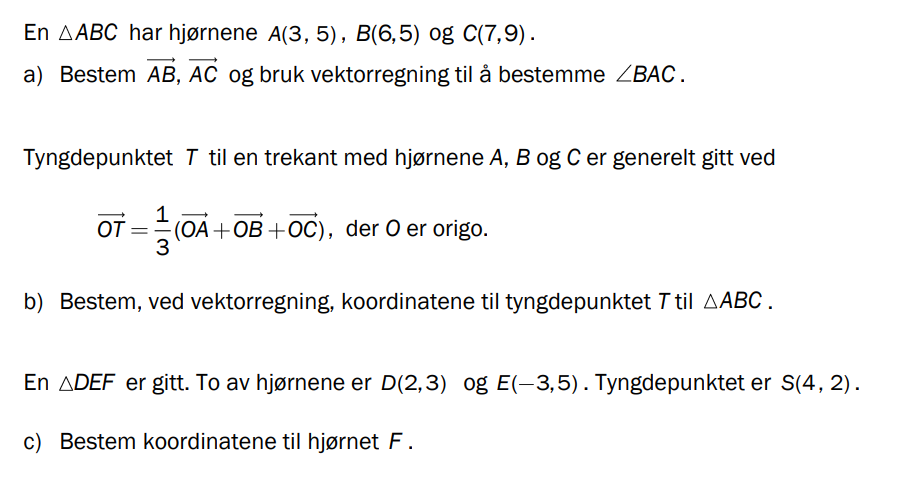 En △ABC har hjørnene A(3, 5), B(6,5) og C(7,9).
a) Bestem $\overrightarrow{AB}$, $\overrightarrow{AC}$ og bruk vektorregning til å bestemme ∠BAC.
Tyngdepunktet T til en trekant med hjørnene A, B og C er generelt gitt ved
$\overrightarrow{OT} = \frac{1}{3}(\overrightarrow{OA} + \overrightarrow{OB} + \overrightarrow{OC})$, der O er origo.
b) Bestem, ved vektorregning, koordinatene til tyngdepunktet T til △ABC.
En △DEF er gitt. To av hjørnene er D(2,3) og E(−3,5). Tyngdepunktet er S(4, 2).
c) Bestem koordinatene til hjørnet F.